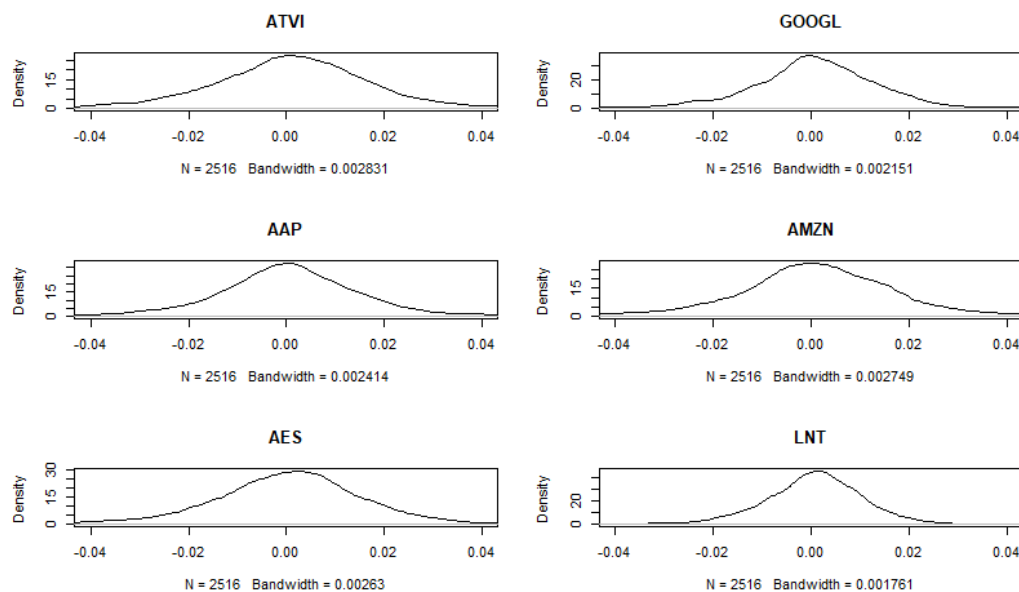 ATVI
Density
0 15
-0.04 -0.02 0.00 0.02 0.04
N = 2516 Bandwidth = 0.002831
GOOGL
Density
0 20
-0.04 -0.02 0.00 0.02 0.04
N = 2516 Bandwidth = 0.002151
AAP
Density
0 15
-0.04 -0.02 0.00 0.02 0.04
N = 2516 Bandwidth = 0.002414
AMZN
Density
0 15
-0.04 -0.02 0.00 0.02 0.04
N = 2516 Bandwidth = 0.002749
AES
Density
0 15 30
-0.04 -0.02 0.00 0.02 0.04
N = 2516 Bandwidth = 0.00263
LNT
Density
0 20
-0.04 -0.02 0.00 0.02 0.04
N = 2516 Bandwidth = 0.001761